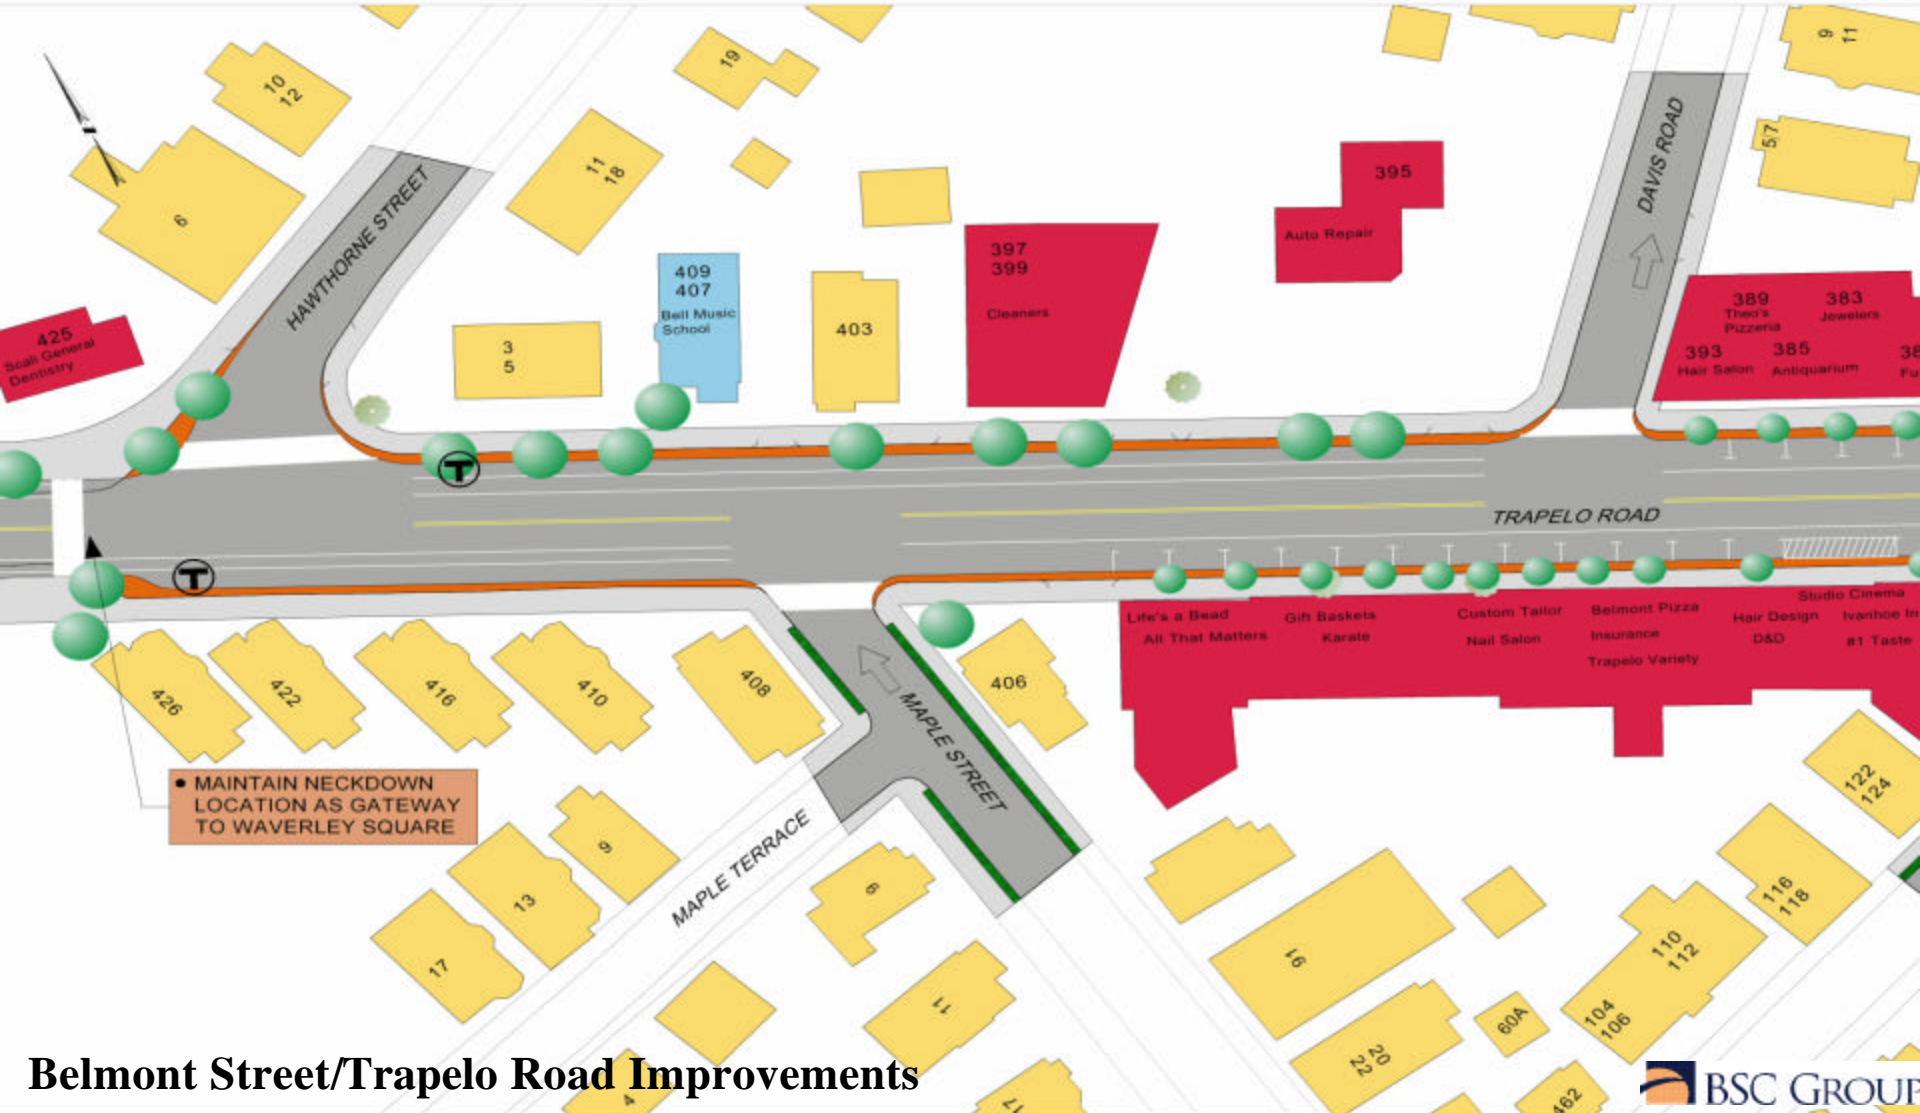 9
11
10
12
19
5/7
HAWTHORNE STREET
DAVIS ROAD
11
18
6
395
Auto Repair
397
399
Cleaners
409
407
Bell Music
School
403
3
5
425
Scali General
Dentistry
389
Theo's
Pizzeria
383
Jewelers
393
Hair Salon
385
Antiquarium
T
TRAPELO ROAD
T
Life's a Bead
All That Matters
Gift Baskets
Karate
Custom Tailor
Nail Salon
Belmont Pizza
Insurance
Trapelo Variety
Hair Design
D&D
Studio Cinema
#1 Taste
426
422
416
410
408
406
MAPLE STREET
• MAINTAIN NECKDOWN
LOCATION AS GATEWAY
TO WAVERLEY SQUARE
MAPLE TERRACE
9
13
17
6
11
4
17
16
20
22
60A
462
122
124
116
118
110
112
104
106
Belmont Street/Trapelo Road Improvements
BSC GROUP